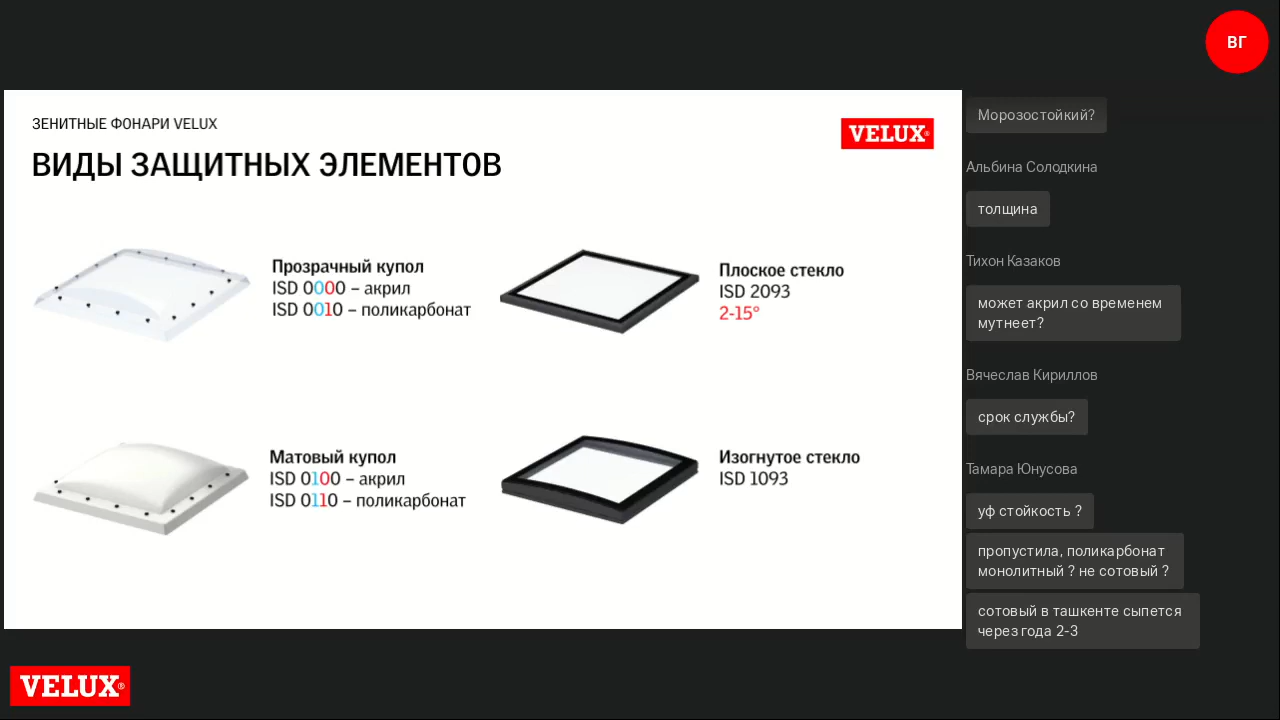 ВГ
ЗЕНИТНЫЕ ФОНАРИ VELUX
VELUX®
ВИДЫ ЗАЩИТНЫХ ЭЛЕМЕНТОВ
Прозрачный купол
ISD 0000 – акрил
ISD 0010 – поликарбонат
Плоское стекло
ISD 2093
2-15°
Матовый купол
ISD 0100 – акрил
ISD 0110 – поликарбонат
Изогнутое стекло
ISD 1093
Морозостойкий?
Альбина Солодкина
толщина
Тихон Казаков
может акрил со временем
мутнеет?
Вячеслав Кириллов
срок службы?
Тамара Юнусова
уф стойкость ?
пропустила, поликарбонат
монолитный ? не сотовый ?
сотовый в ташкенте сыпется
через года 2-3
VELUX®